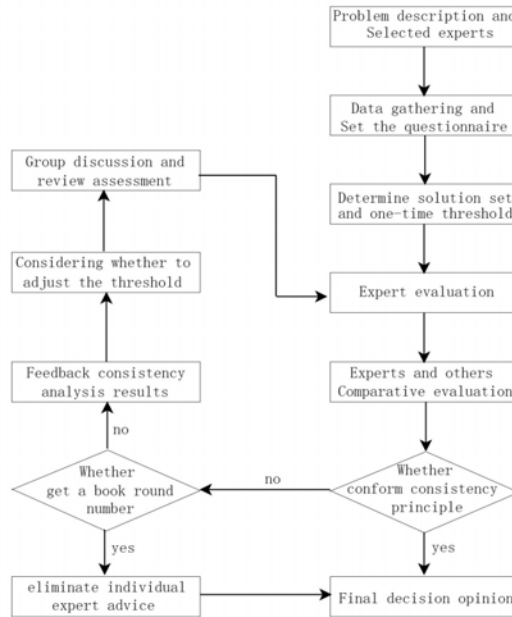 Problem description and
Selected experts
Data gathering and
Set the questionnaire
Group discussion and
review assessment
Determine solution set
and one-time threshold
Considering whether to
adjust the threshold
Expert evaluation
Feedback consistency
analysis results
Experts and others
Comparative evaluation
no
Whether
get a book round
number
no
Whether
conform consistency
principle
yes
yes
eliminate individual
expert advice
Final decision opinion